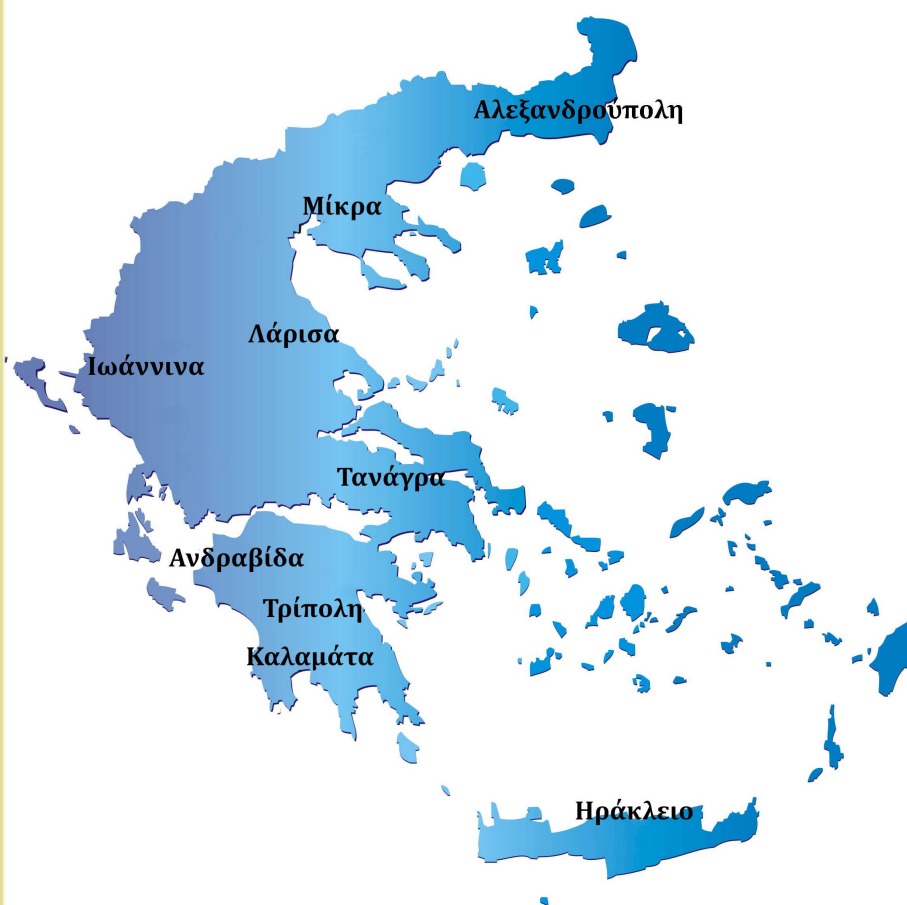 Αλεξανδρούπολη
Μίκρα
Λάρισα
Ιωάννινα
Τανάγρα
Ανδραβίδα
Τρίπολη
Καλαμάτα
Ηράκλειο